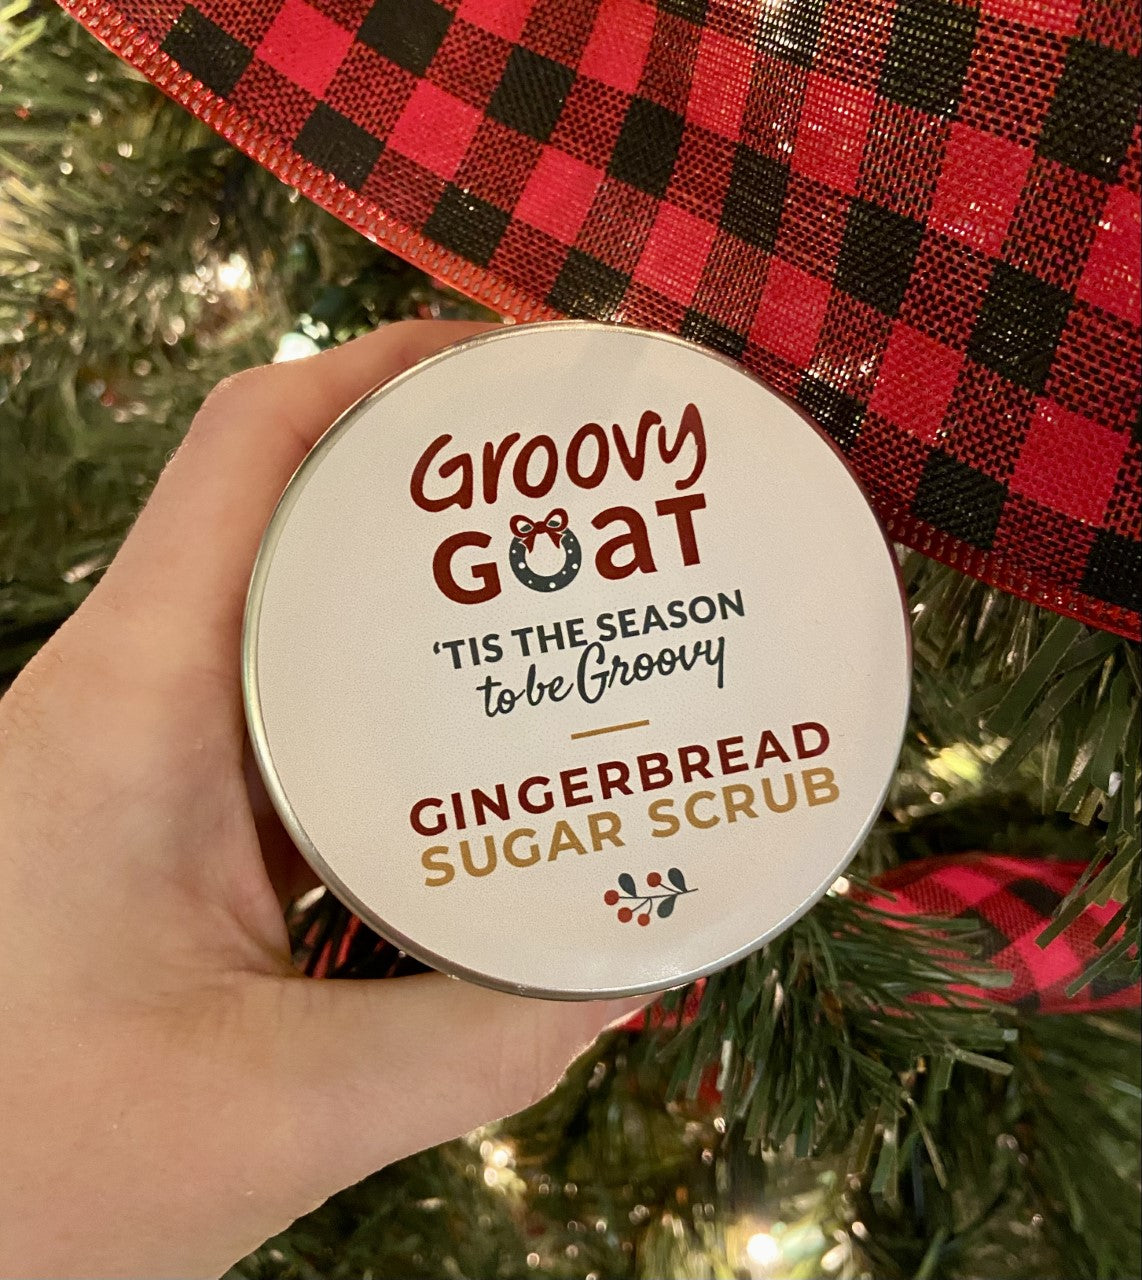 Groovy
GOaT
‘TIS THE SEASON
to be Groovy
GINGERBREAD
SUGAR SCRUB